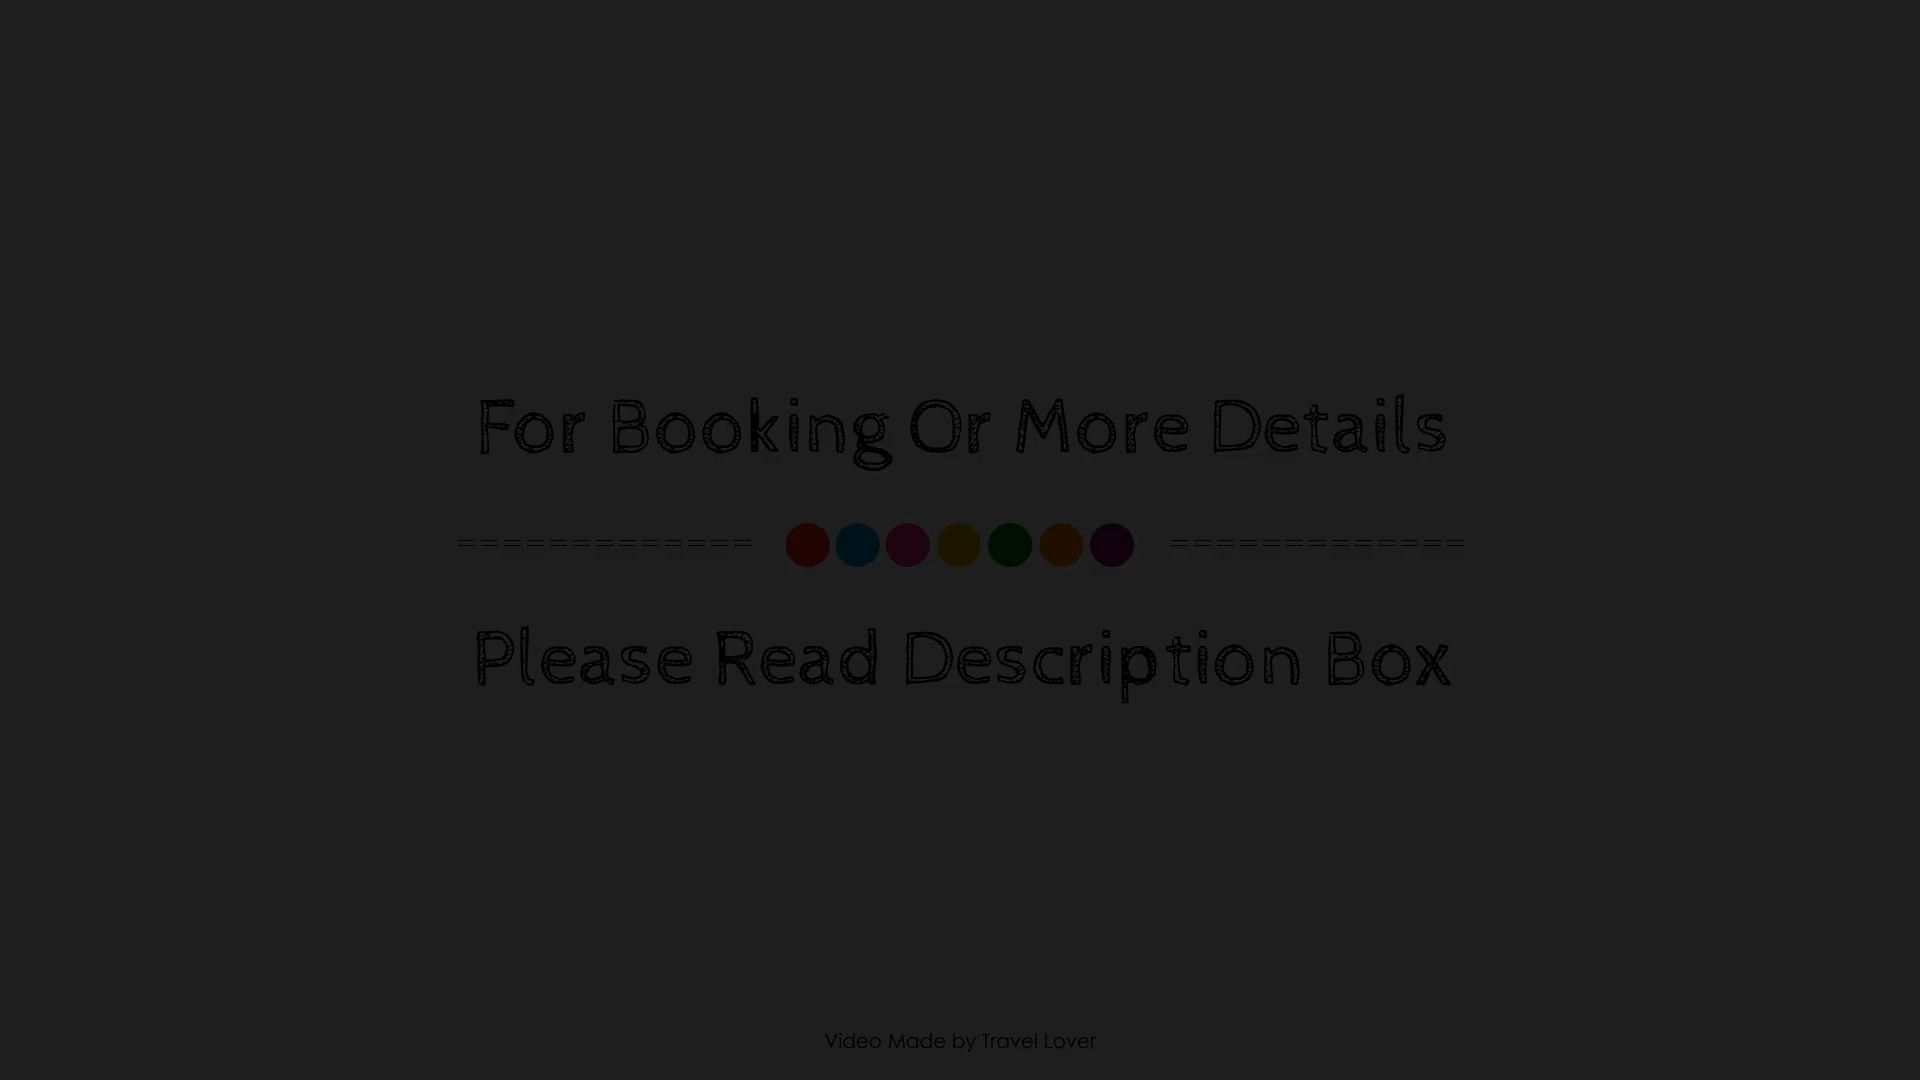 For Booking Or More Details
============= =============
Please Read Description Box
Video Made by Travel Lover